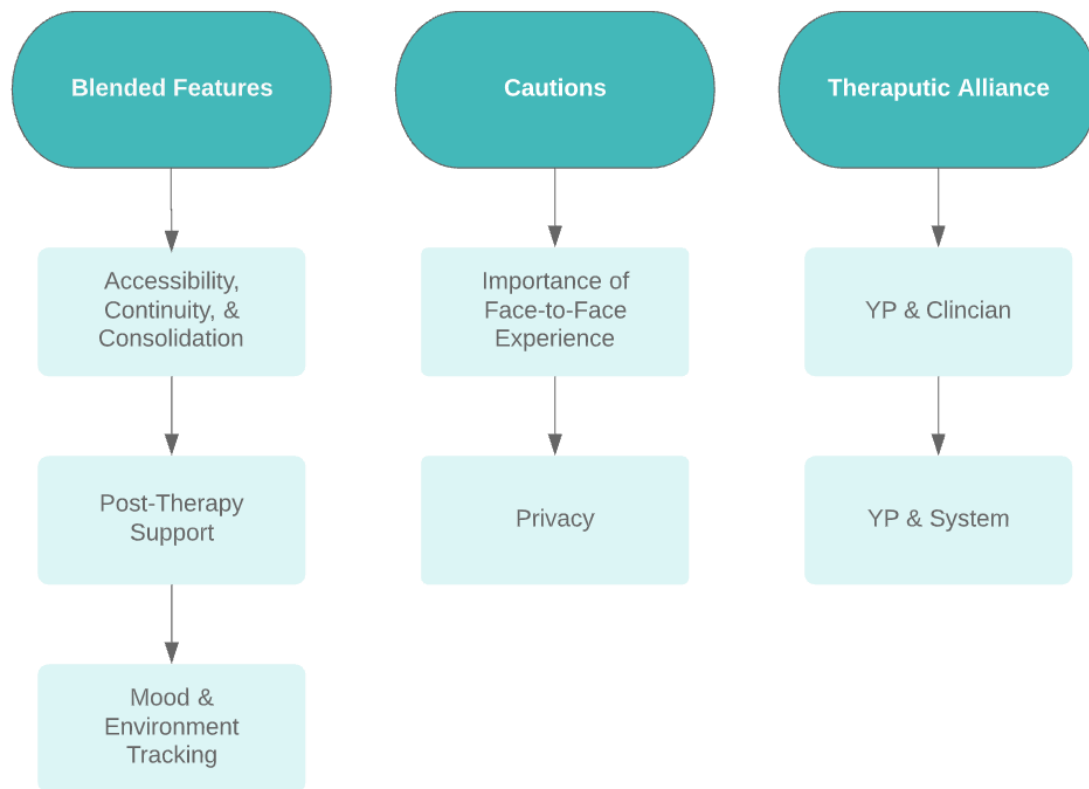 Blended Features
Accessibility,
Continuity, &
Consolidation
Post-Therapy
Support
Mood &
Environment
Tracking
Cautions
Importance of
Face-to-Face
Experience
Privacy
Theraputic Alliance
YP & Clincian
YP & System